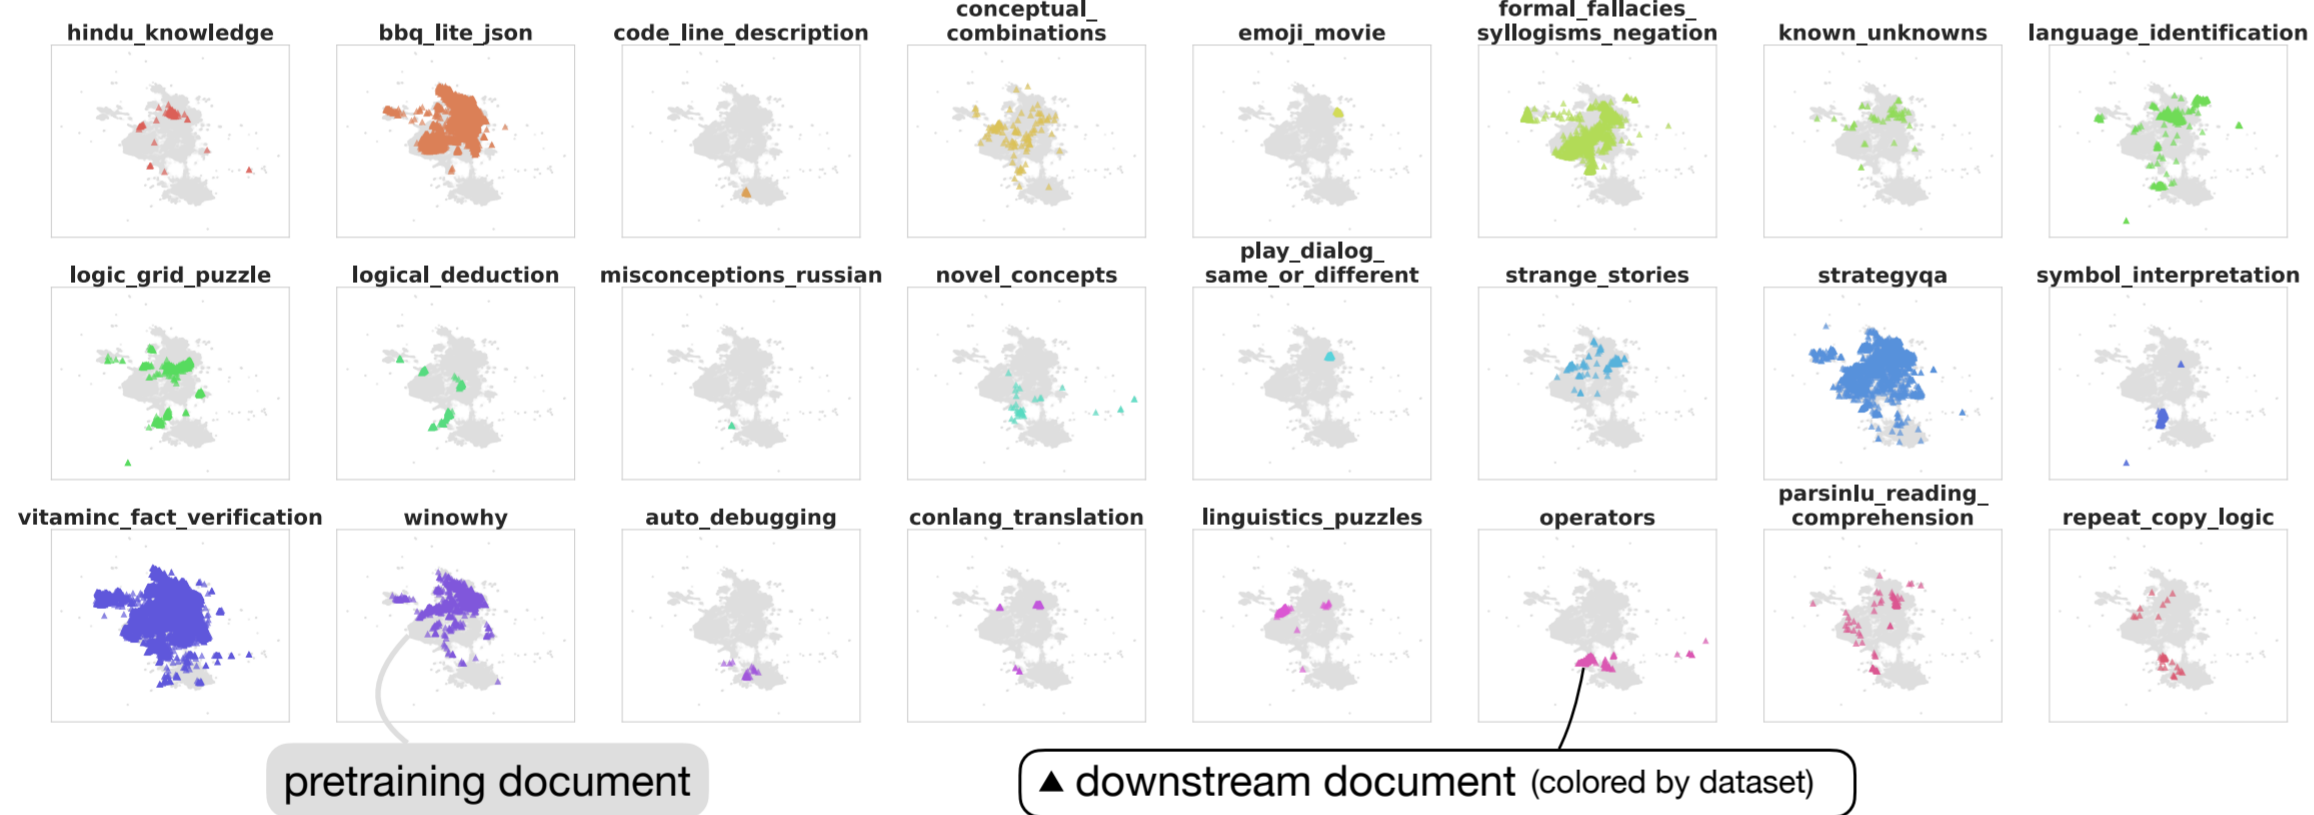 hindu_knowledge
bbq_lite_json
code_line_description
conceptual_
combinations
emoji_movie
formal_fallacies_
syllogisms_negation
known_unknowns
language_identification
logic_grid_puzzle
logical_deduction
misconceptions_russian
novel_concepts
play_dialog_
same_or_different
strange_stories
strategyqa
symbol_interpretation
vitaminc_fact_verification
winowhy
auto_debugging
conlang_translation
linguistics_puzzles
operators
parsinlu_reading_
comprehension
repeat_copy_logic
pretraining document
▲ downstream document (colored by dataset)